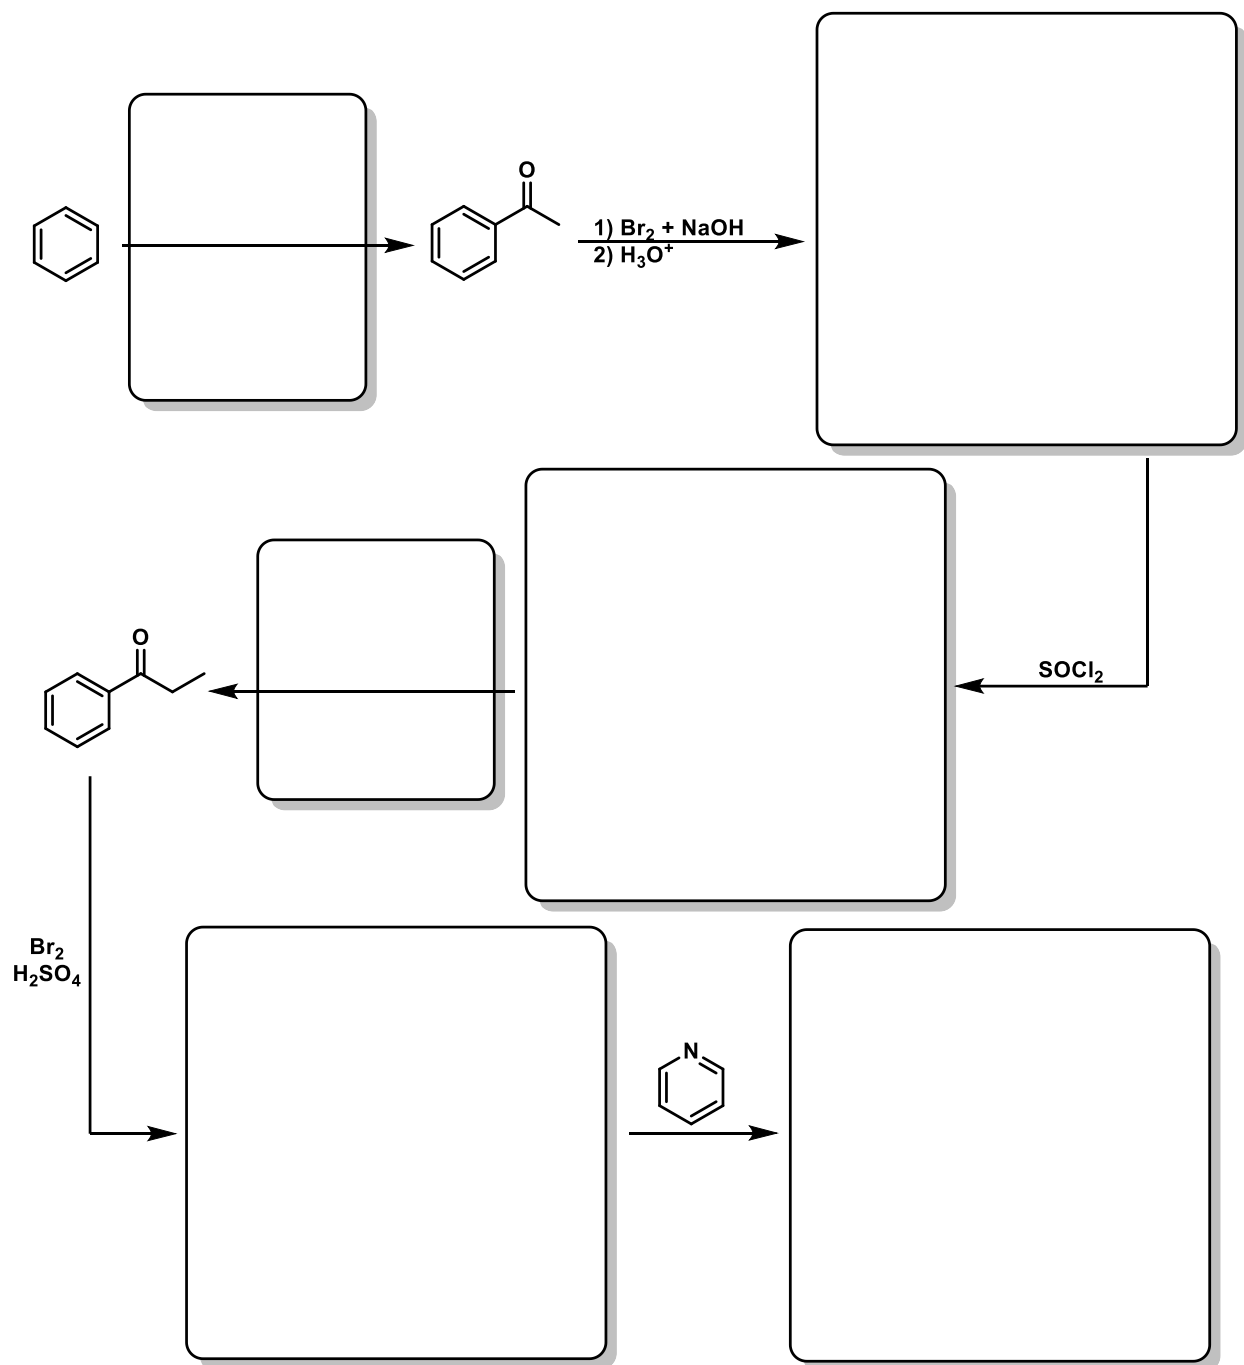 O
1) Br₂ + NaOH
2) H₃O⁺
O
SOCl₂
Br₂
H₂SO₄
N